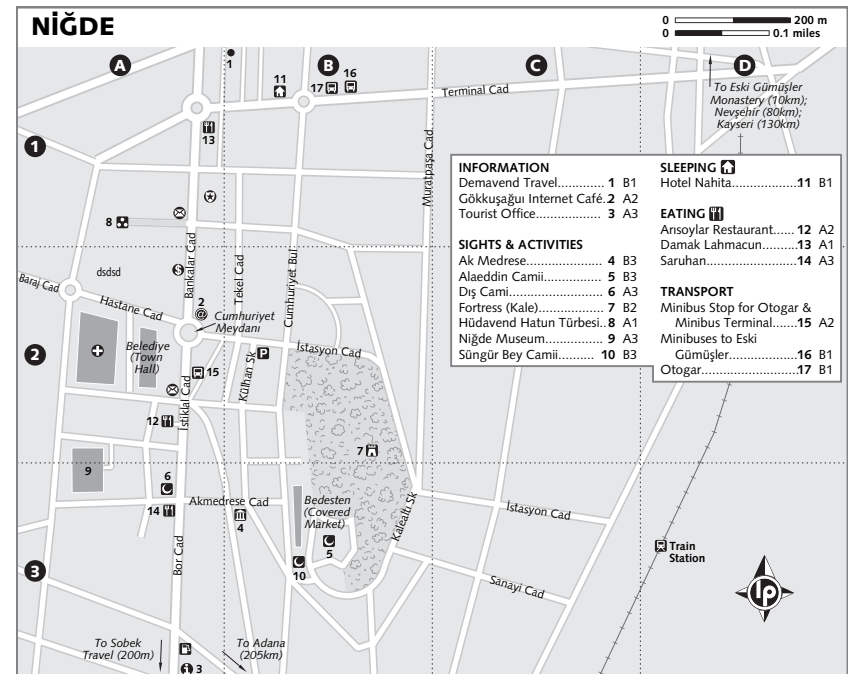 NİĞDE
0 200 m
0 0.1 miles
A
B
C
D
1
11
17
16
Terminal Cad
To Eski Gümüşler
Monastery (10km);
Nevşehir (80km);
Kayseri (130km)
13
1
Muratpaşa Cad
INFORMATION
Demavend Travel............. 1 B1
Gökkuşağı Internet Café.2 A2
Tourist Office................ 3 A3
SIGHTS & ACTIVITIES
Ak Medrese................... 4 B3
Alaeddin Camii.............. 5 B3
Dış Cami........................ 6 A3
Fortress (Kale)............... 7 B2
Hüdavend Hatun Türbesi..8 A1
Niğde Museum.............. 9 A3
Süngür Bey Camii.......... 10 B3
SLEEPING
Hotel Nahita..................11 B1
EATING
Arısoylar Restaurant...... 12 A2
Damak Lahmacun..........13 A1
Saruhan........................14 A3
TRANSPORT
Minibus Stop for Otogar &
Minibus Terminal......15 A2
Minibuses to Eski
Gümüşler..................16 B1
Otogar..........................17 B1
8
Bankalar Cad
Tekel Cad
Cumhuriyet Bul
dsdsd
$
Baraj Cad
Hastane Cad
2
@
Cumhuriyet
Meydanı
2
Belediye
(Town
Hall)
İstasyon Cad
P
Külhan Sk
15
İstiklal Cad
12
7
9
6
Akmedrese Cad
14
4
Bedesten
(Covered
Market)
5
10
Kalealtı Sk
İstasyon Cad
Train
Station
3
Bor Cad
Sanayi Cad
lp
To Sobek
Travel (200m)
To Adana
(205km)
i 3